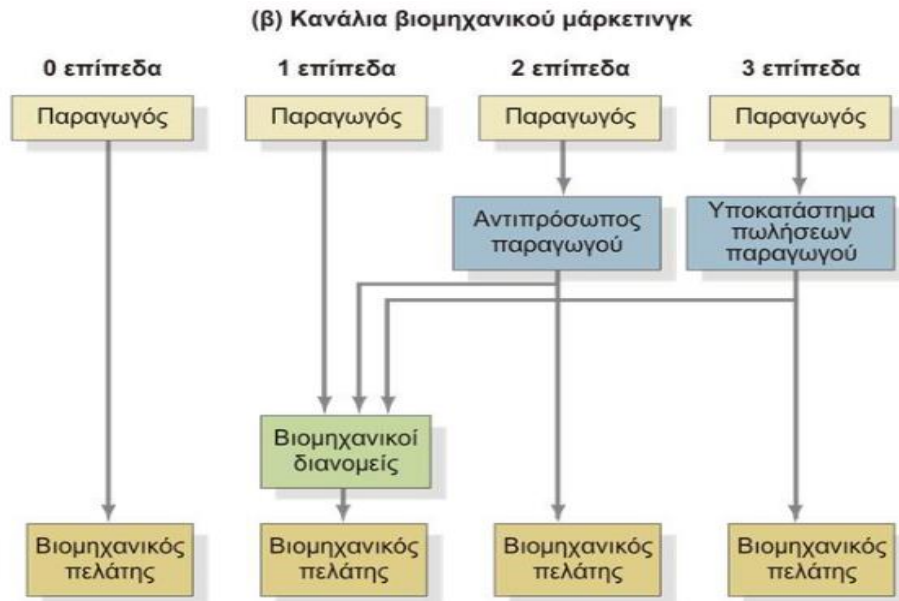 (β) Κανάλια βιομηχανικού μάρκετινγκ
0 επίπεδα
1 επίπεδα
2 επίπεδα
3 επίπεδα
Παραγωγός
Παραγωγός
Παραγωγός
Παραγωγός
Αντιπρόσωπος
παραγωγού
Υποκατάστημα
πωλήσεων
παραγωγού
Βιομηχανικοί
διανομείς
Βιομηχανικός
πελάτης
Βιομηχανικός
πελάτης
Βιομηχανικός
πελάτης
Βιομηχανικός
πελάτης